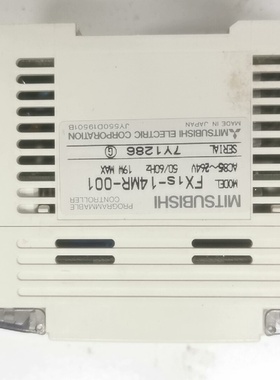 MITSUBISHI
PROGRAMMABLE
CONTROLLER
MODEL FX1s-14MR-001
AC85~264V 50/60Hz 19W MAX
SERIAL 7Y1286 G
MITSUBISHI ELECTRIC CORPORATION
JY550D19501B MADE IN JAPAN